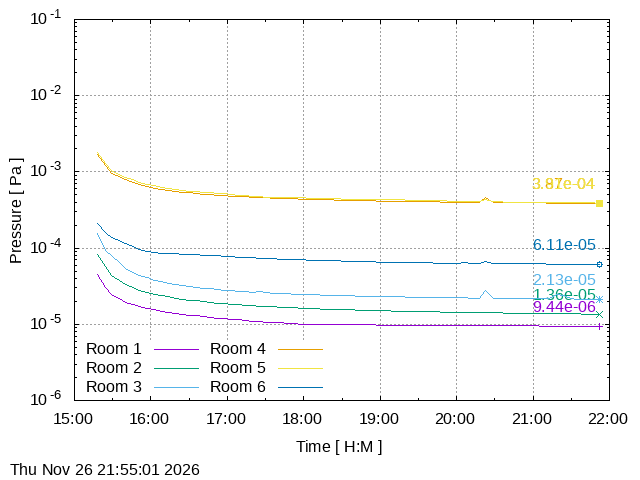 10^-1
10^-2
10^-3
10^-4
10^-5
10^-6
Pressure [ Pa ]
3.87e-04
6.11e-05
2.13e-05
1.36e-05
9.44e-06
Room 1 Room 4
Room 2 Room 5
Room 3 Room 6
15:00 16:00 17:00 18:00 19:00 20:00 21:00 22:00
Time [ H:M ]
Thu Nov 26 21:55:01 2026